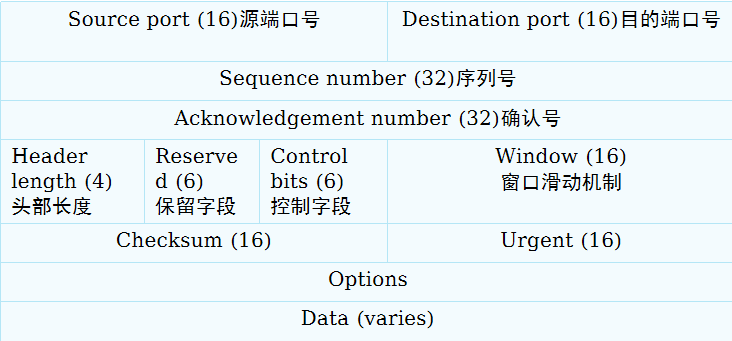 Source port (16)源端口号
Destination port (16)目的端口号
Sequence number (32)序列号
Acknowledgement number (32)确认号
Header
length (4)
头部长度
Reserve
d (6)
保留字段
Control
bits (6)
控制字段
Window (16)
窗口滑动机制
Checksum (16)
Urgent (16)
Options
Data (varies)